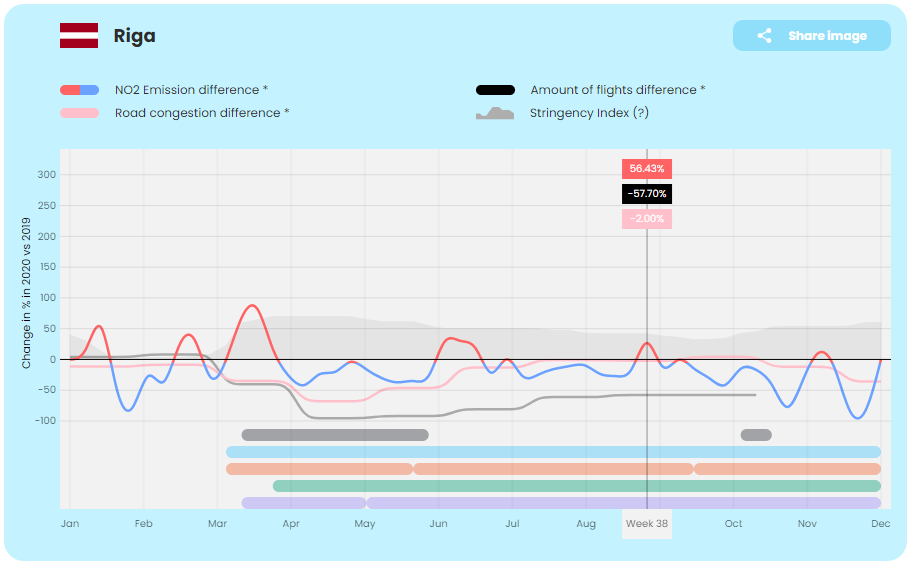 Riga
Share image
NO2 Emission difference *
Amount of flights difference *
Road congestion difference *
Stringency Index (?)
Change in % in 2020 vs 2019
300
250
200
150
100
50
0
-50
-100
56.43%
-57.70%
-2.00%
Jan Feb Mar Apr May Jun Jul Aug Week 38 Oct Nov Dec